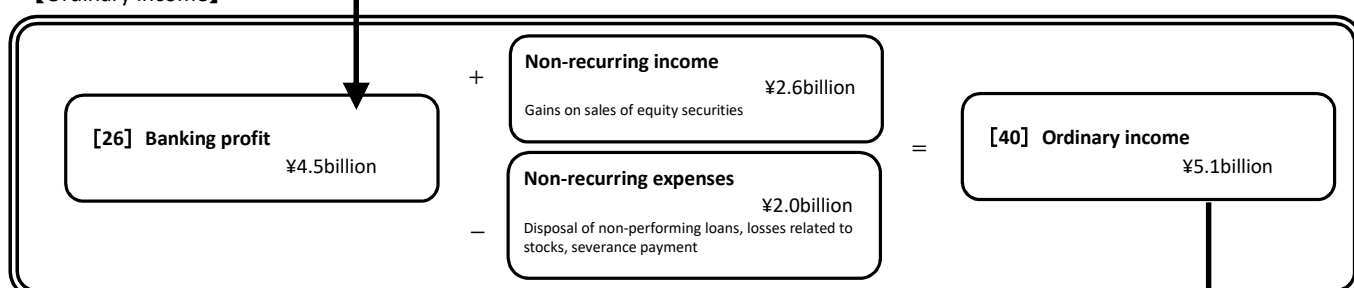 【Ordinary income】
[26] Banking profit
¥4.5billion
+
Non-recurring income
¥2.6billion
Gains on sales of equity securities
−
Non-recurring expenses
¥2.0billion
Disposal of non-performing loans, losses related to
stocks, severance payment
=
[40] Ordinary income
¥5.1billion